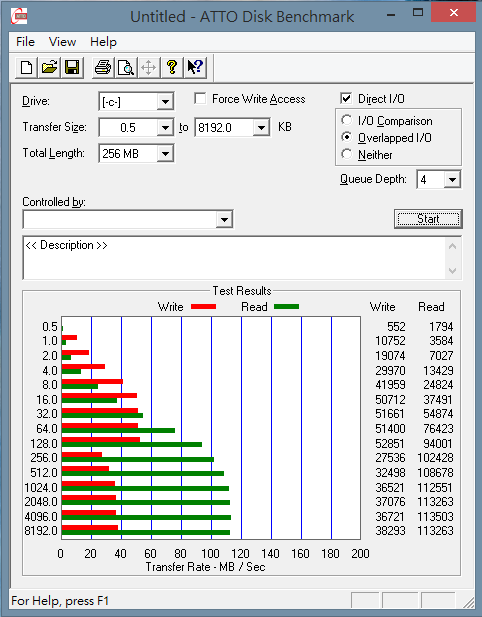 Untitled - ATTO Disk Benchmark
File View Help
Drive: [-c-] Force Write Access Direct I/O
Transfer Size: 0.5 to 8192.0 KB
I/O Comparison
Overlapped I/O
Total Length: 256 MB
Neither
Queue Depth: 4
Controlled by:
Start
<< Description >>
Test Results
Write Read Write Read
0.5 552 1794
1.0 10752 3584
2.0 19074 7027
4.0 29970 13429
8.0 41959 24824
16.0 50712 37491
32.0 51661 54874
64.0 51400 76423
128.0 52851 94001
256.0 27536 102428
512.0 32498 108678
1024.0 36521 112551
2048.0 37076 113263
4096.0 36721 113503
8192.0 38293 113263
0 20 40 60 80 100 120 140 160 180 200
Transfer Rate - MB / Sec
For Help, press F1